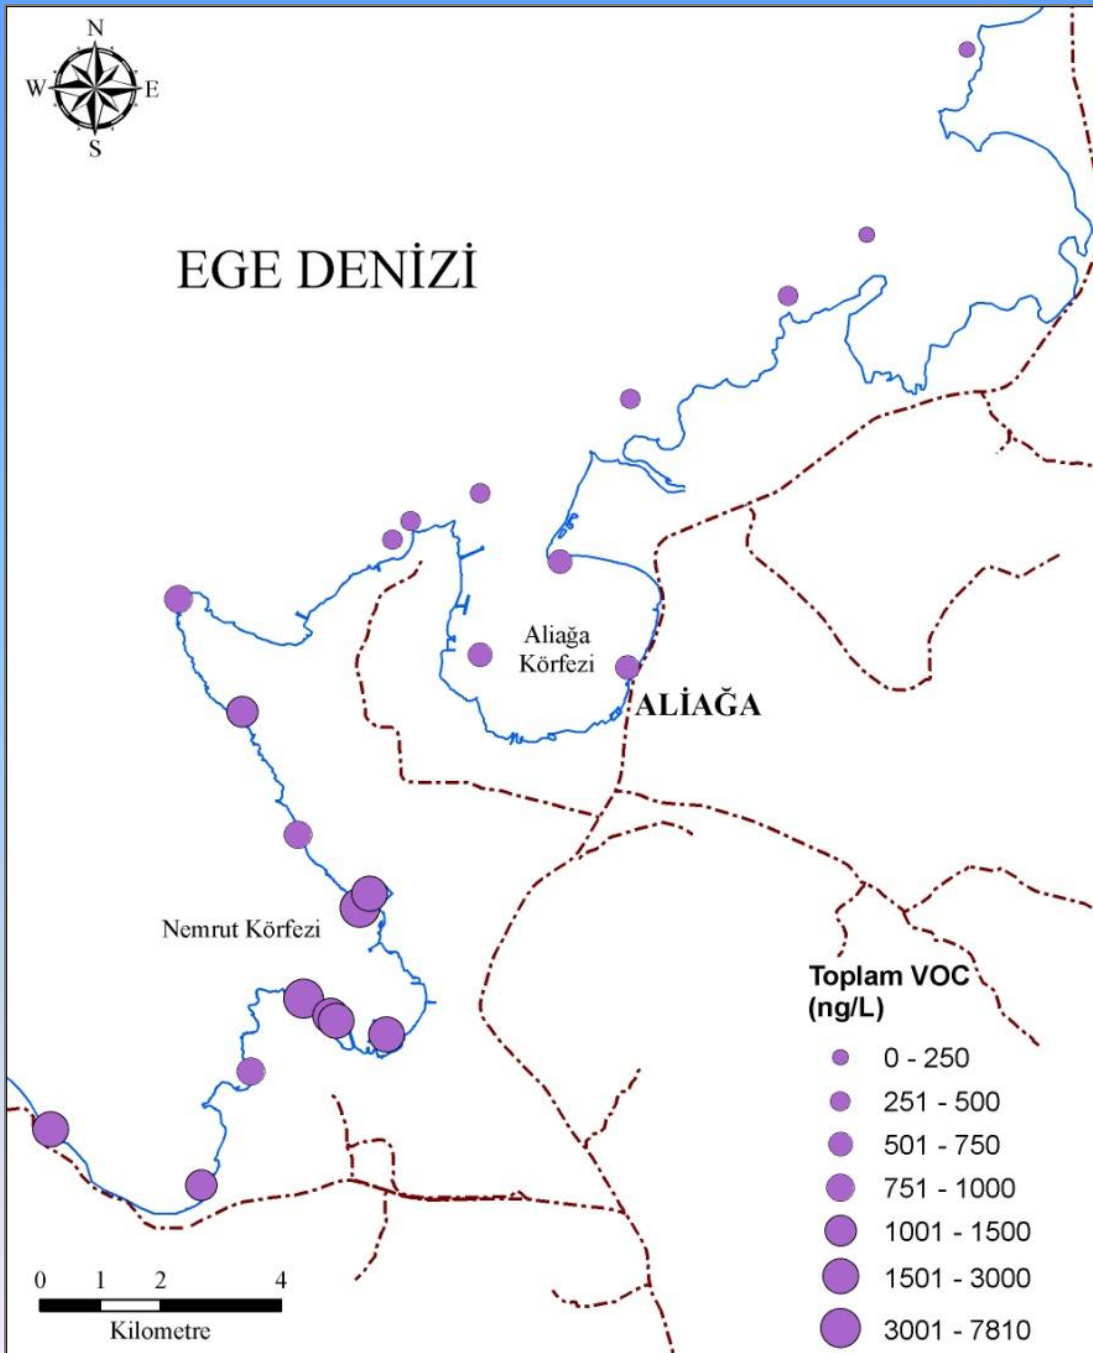 N
W
E
S
EGE DENİZİ
Aliağa
Körfezi
ALİAĞA
Nemrut Körfezi
Toplam VOC
(ng/L)
0 - 250
251 - 500
501 - 750
751 - 1000
1001 - 1500
1501 - 3000
3001 - 7810
0 1 2 4
Kilometre